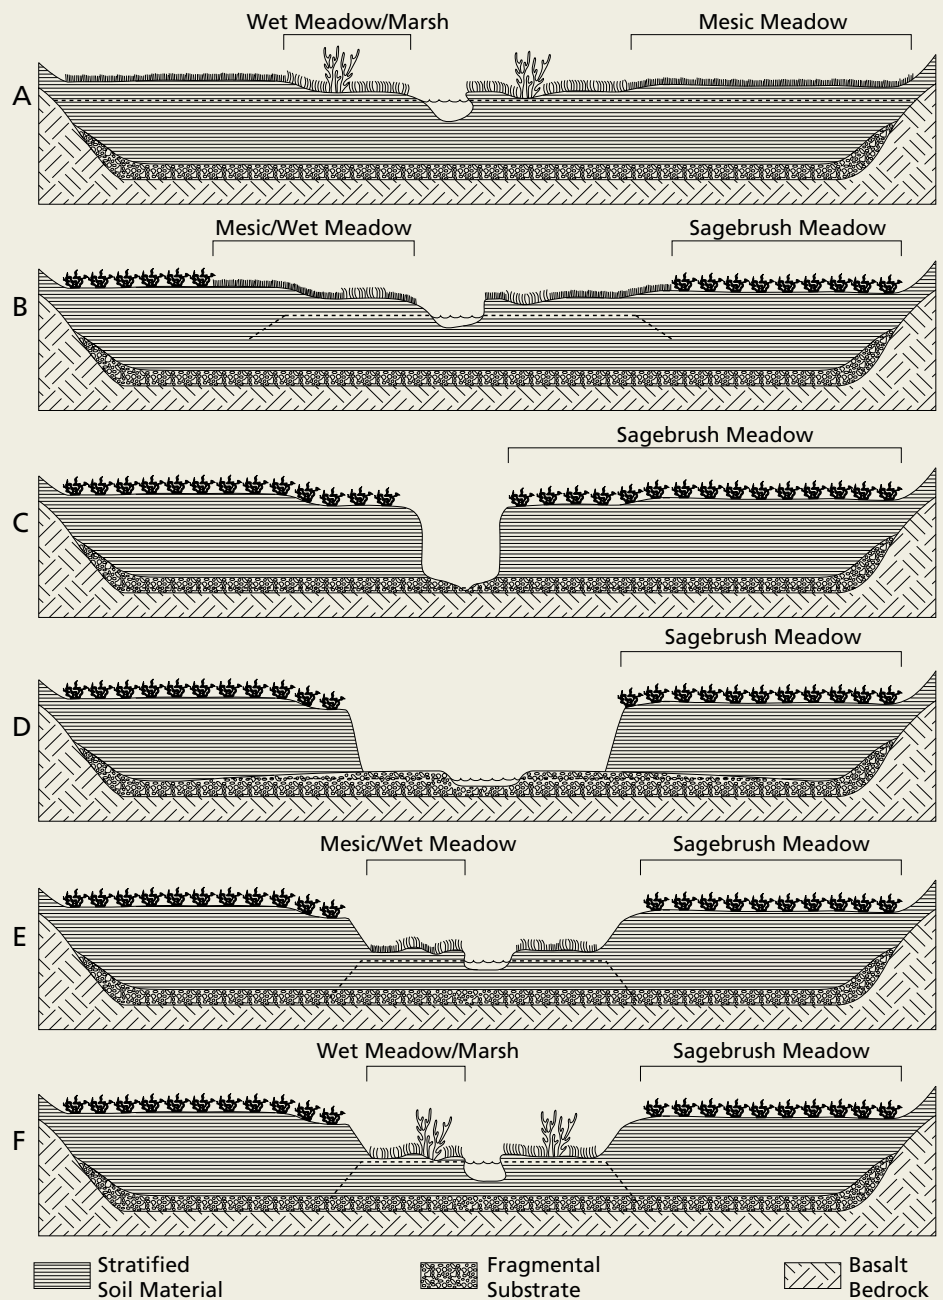 Wet Meadow/Marsh
Mesic Meadow
A
Mesic/Wet Meadow
Sagebrush Meadow
B
Sagebrush Meadow
C
Sagebrush Meadow
D
Mesic/Wet Meadow
Sagebrush Meadow
E
Wet Meadow/Marsh
Sagebrush Meadow
F
Stratified
Soil Material
Fragmental
Substrate
Basalt
Bedrock